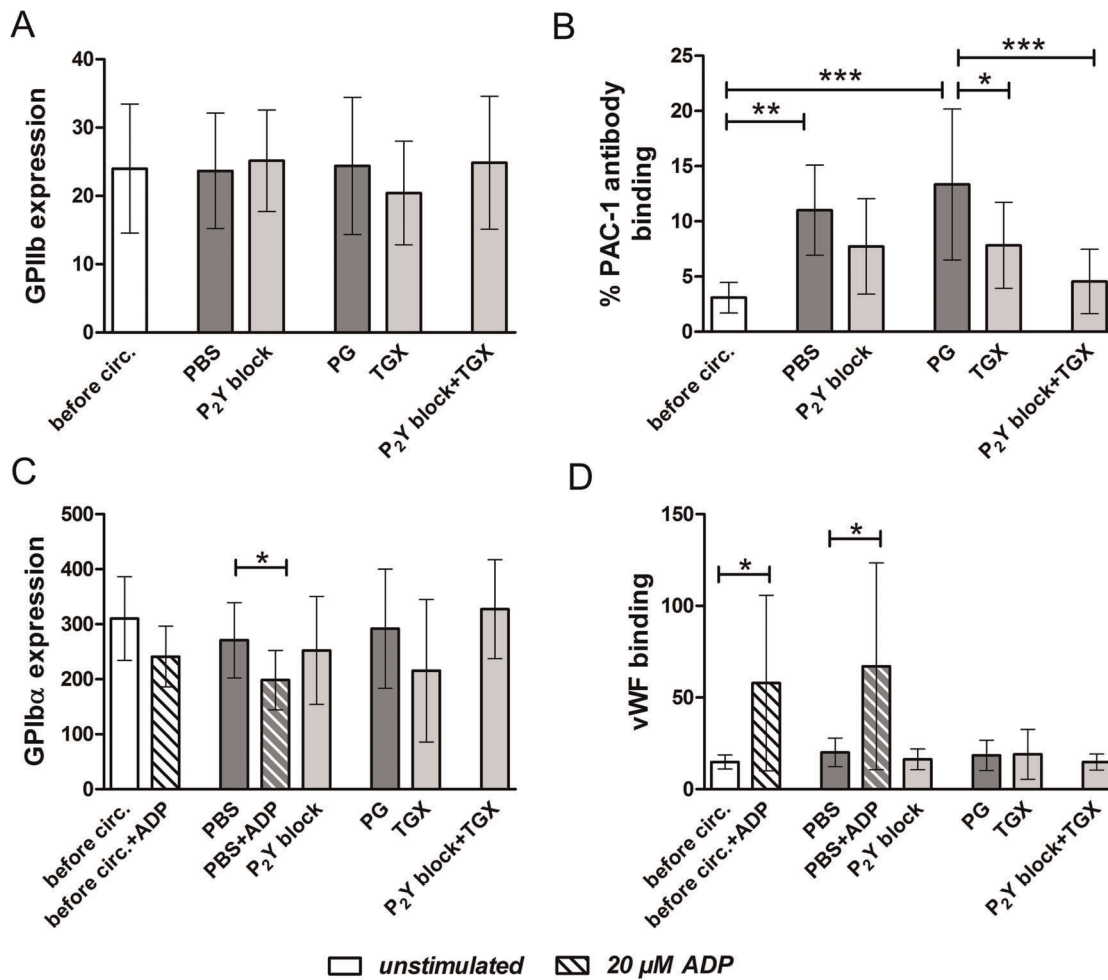 A
GPIIb expression
40
30
20
10
0
before circ.
PBS
P₂Y block
PG
TGX
P₂Y block+TGX
B
% PAC-1 antibody
binding
25
20
15
10
5
0
***
***
*
**
before circ.
PBS
P₂Y block
PG
TGX
P₂Y block+TGX
C
GPIbα expression
500
400
300
200
100
0
*
before circ.
before circ.+ADP
PBS
PBS+ADP
P₂Y block
PG
TGX
P₂Y block+TGX
D
vWF binding
150
100
50
0
*
*
before circ.
before circ.+ADP
PBS
PBS+ADP
P₂Y block
PG
TGX
P₂Y block+TGX
unstimulated
20 µM ADP